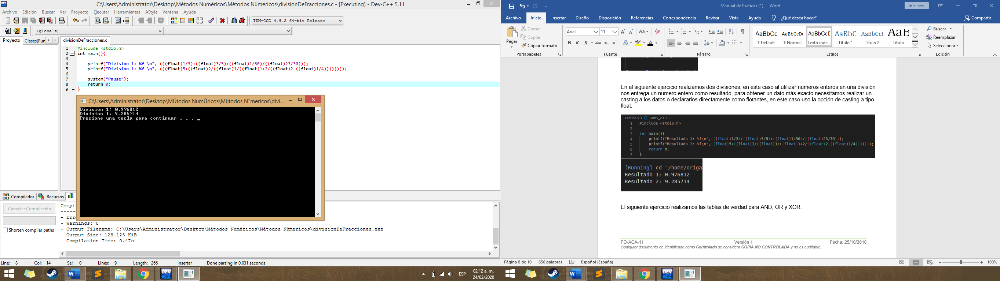 C:\Users\Administrator\Desktop\Métodos Numéricos\Mètodos Nùmericos\divisionDeFracciones.c - [Executing] - Dev-C++ 5.11
Archivo Edición Buscar Ver Proyecto Ejecutar Herramientas AStyle Ventana Ayuda
TDM-GCC 4.9.2 64-bit Release
(globals)
Proyecto Clases(Fun
divisionDeFracciones.c
1 #include <stdio.h>
2 int main(){
3
4 printf("Division 1: %f \n", (((float)1/3)+((float)3/5)+((float)1/30)/((float)23/30)));
5 printf("Division 1: %f \n", (((float)5+((float)2/((float)1/((float)1+2/((float)2-((float)1/4))))))));
6
7 system("Pause");
8 return 0;
9 }
C:\Users\Administrator\Desktop\MÚtodos NumÚricos\MÞtodos N¨mericos\divi...
Division 1: 0.976812
Division 1: 9.285714
Presione una tecla para continuar . . . _
Compilador Recursos
Cancelar Compilación
Shorten compiler paths
Compil
------
- Erro
- Warnings: 0
- Output Filename: C:\Users\Administrator\Desktop\Métodos Numéricos\Mètodos Nùmericos\divisionDeFracciones.exe
- Output Size: 128.125 KiB
- Compilation Time: 0.47s
Line: 8 Col: 14 Sel: 0 Lines: 9 Length: 266 Insertar Done parsing in 0.031 seconds
ESP
02:12 a. m.
24/02/2020
Manual de Praticas (1) - Word
Inic. ses.
Archivo Inicio Insertar Diseño Disposición Referencias Correspondencia Revisar Vista Ayuda ¿Qué desea hacer? Compartir
Pegar
Cortar
Copiar
Copiar formato
Portapapeles
Arial 11
N K S abc x₂ x²
Fuente
Párrafo
AaBbCc AaBbCcDc AaBbCcI AaBbC AaBbCcI AaB
¶ Default ¶ Normal Texto inde... Título 1 Título 2 Título
Estilos
Buscar
Reemplazar
Seleccionar
Edición
En el siguiente ejercicio realizamos dos divisiones, en este caso al utilizar números enteros en una división
nos entrega un numero entero como resultado, para obtener un dato más exacto necesitamos realizar un
casting a los datos o declararlos directamente como flotantes, en este caso uso la opción de casting a tipo
float.
Lamina 5 > C Lam5_2.c > ...
1 #include <stdio.h>
2
3 int main(){
4 printf("Resultado 1: %f\n",(((float)1/3)+((float)3/5)+((float)1/30)/((float)23/30)));
5 printf("Resultado 2: %f\n",((float)5+((float)2/((float)1/((float)1+2/((float)2-((float)1/4)))))));
6 return 0;
7 }
[Running] cd "/home/origa
Resultado 1: 0.976812
Resultado 2: 9.285714
El siguiente ejercicio realizamos las tablas de verdad para AND, OR y XOR.
FO-ACA-11 Versión 1 Fecha: 25/10/2018
Cualquier documento no identificado como Controlado se considera COPIA NO CONTROLADA y no es auditable.
Página 8 de 10 656 palabras Español (España) 100%